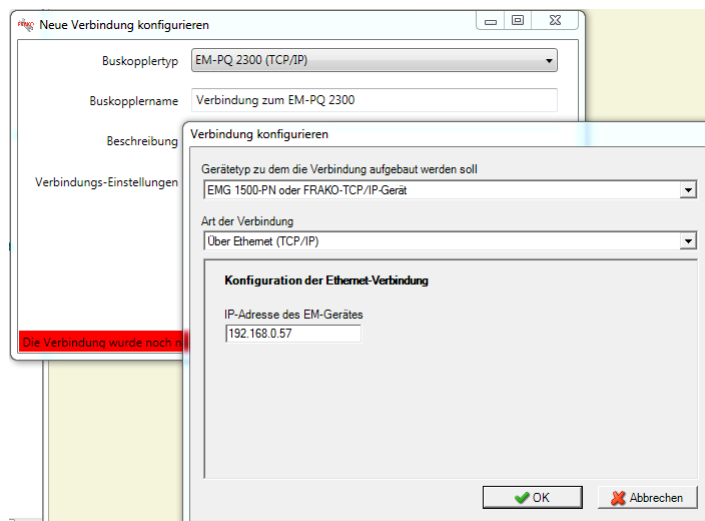 Neue Verbindung konfigurieren
Buskopplertyp EM-PQ 2300 (TCP/IP)
Buskopplername Verbindung zum EM-PQ 2300
Beschreibung
Verbindungs-Einstellungen
Die Verbindung wurde noch
Verbindung konfigurieren
Gerätetyp zu dem die Verbindung aufgebaut werden soll
EMG 1500-PN oder FRAKO-TCP/IP-Gerät
Art der Verbindung
Über Ethernet (TCP/IP)
Konfiguration der Ethernet-Verbindung
IP-Adresse des EM-Gerätes
192.168.0.57
OK Abbrechen